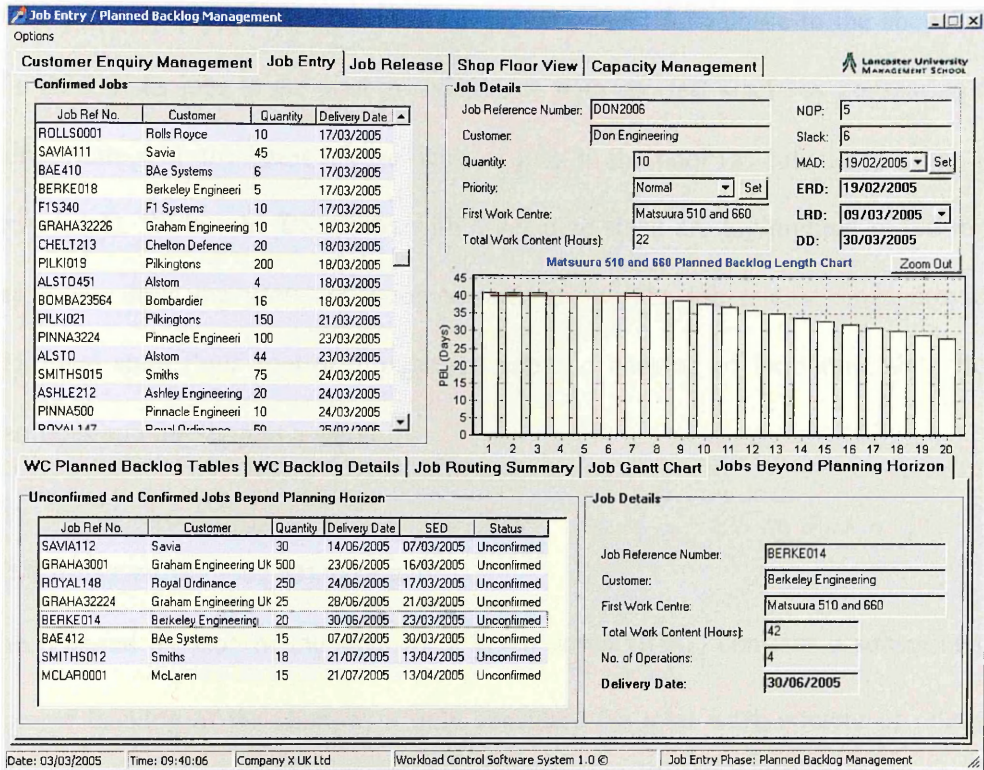 Job Entry / Planned Backlog Management
Options
Customer Enquiry Management Job Entry Job Release Shop Floor View Capacity Management
Lancaster University
MANAGEMENT SCHOOL
Confirmed Jobs
Job Ref No. Customer Quantity Delivery Date
ROLLS0001 Rolls Royce 10 17/03/2005
SAVIA111 Savia 45 17/03/2005
BAE410 BAe Systems 6 17/03/2005
BERKE018 Berkeley Engineeri 5 17/03/2005
F1S340 F1 Systems 10 17/03/2005
GRAHA32226 Graham Engineering 10 18/03/2005
CHELT213 Chelton Defence 20 18/03/2005
PILKI019 Pilkingtons 200 18/03/2005
ALSTO451 Alstom 4 18/03/2005
BOMBA23564 Bombardier 16 18/03/2005
PILKI021 Pilkingtons 150 21/03/2005
PINNA3224 Pinnacle Engineeri 100 23/03/2005
ALSTO Alstom 44 23/03/2005
SMITHS015 Smiths 75 24/03/2005
ASHLE212 Ashley Engineering 20 24/03/2005
PINNA500 Pinnacle Engineeri 10 24/03/2005
ROYAL147 Royal Ordinance 50 25/03/2005
Job Details
Job Reference Number: DON2006 NOP: 5
Customer: Don Engineering Slack: 6
Quantity: 10 MAD: 19/02/2005 Set
Priority: Normal Set ERD: 19/02/2005
First Work Centre: Matsuura 510 and 660 LRD: 09/03/2005
Total Work Content (Hours): 22 DD: 30/03/2005
Matsuura 510 and 660 Planned Backlog Length Chart Zoom Out
PBL (Days)
45
40
35
30
25
20
15
10
5
0
1 2 3 4 5 6 7 8 9 10 11 12 13 14 15 16 17 18 19 20
WC Planned Backlog Tables WC Backlog Details Job Routing Summary Job Gantt Chart Jobs Beyond Planning Horizon
Unconfirmed and Confirmed Jobs Beyond Planning Horizon
Job Ref No. Customer Quantity Delivery Date SED Status
SAVIA112 Savia 30 14/06/2005 07/03/2005 Unconfirmed
GRAHA3001 Graham Engineering UK 500 23/06/2005 16/03/2005 Unconfirmed
ROYAL148 Royal Ordinance 250 24/06/2005 17/03/2005 Unconfirmed
GRAHA32224 Graham Engineering UK 25 28/06/2005 21/03/2005 Unconfirmed
BERKE014 Berkeley Engineering 20 30/06/2005 23/03/2005 Unconfirmed
BAE412 BAe Systems 15 07/07/2005 30/03/2005 Unconfirmed
SMITHS012 Smiths 18 21/07/2005 13/04/2005 Unconfirmed
MCLAR0001 McLaren 15 21/07/2005 13/04/2005 Unconfirmed
Job Details
Job Reference Number: BERKE014
Customer: Berkeley Engineering
First Work Centre: Matsuura 510 and 660
Total Work Content (Hours): 42
No. of Operations: 4
Delivery Date: 30/06/2005
Date: 03/03/2005 Time: 09:40:06 Company X UK Ltd Workload Control Software System 1.0 © Job Entry Phase: Planned Backlog Management